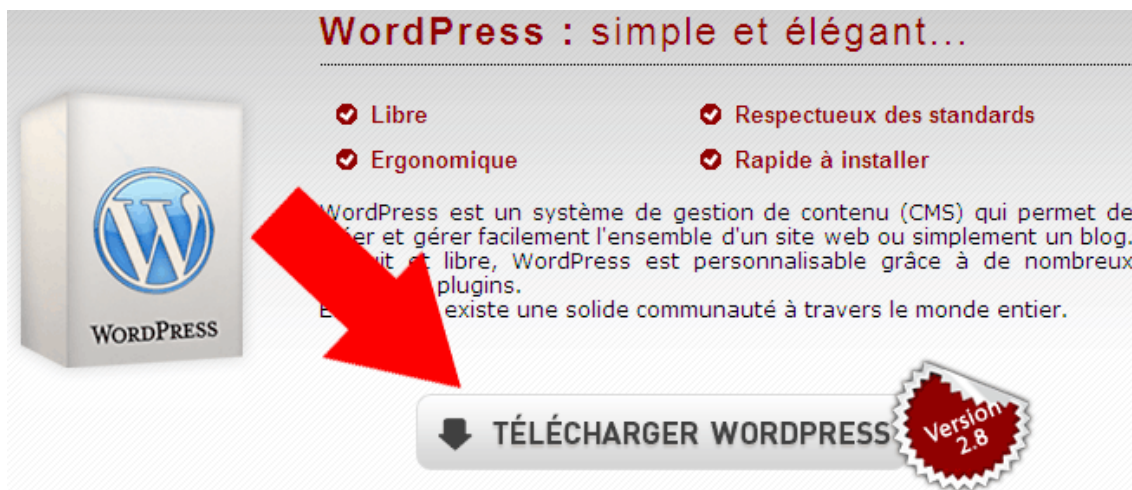 WordPress : simple et élégant...
Libre
Respectueux des standards
Ergonomique
Rapide à installer
WordPress est un système de gestion de contenu (CMS) qui permet de
et gérer facilement l'ensemble d'un site web ou simplement un blog.
et libre, WordPress est personnalisable grâce à de nombreux
plugins.
existe une solide communauté à travers le monde entier.
WORDPRESS
TÉLÉCHARGER WORDPRESS
Version
2.8